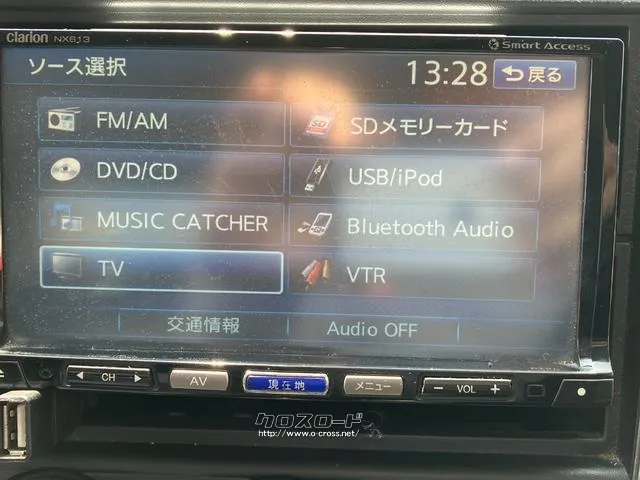 Clarion NX613
Smart Access
ソース選択
13:28
戻る
FM/AM
SDメモリーカード
DVD/CD
USB/iPod
MUSIC CATCHER
Bluetooth Audio
TV
VTR
交通情報
Audio OFF
CH
AV
現在地
メニュー
− VOL +
クロスロード
http://www.o-cross.net/